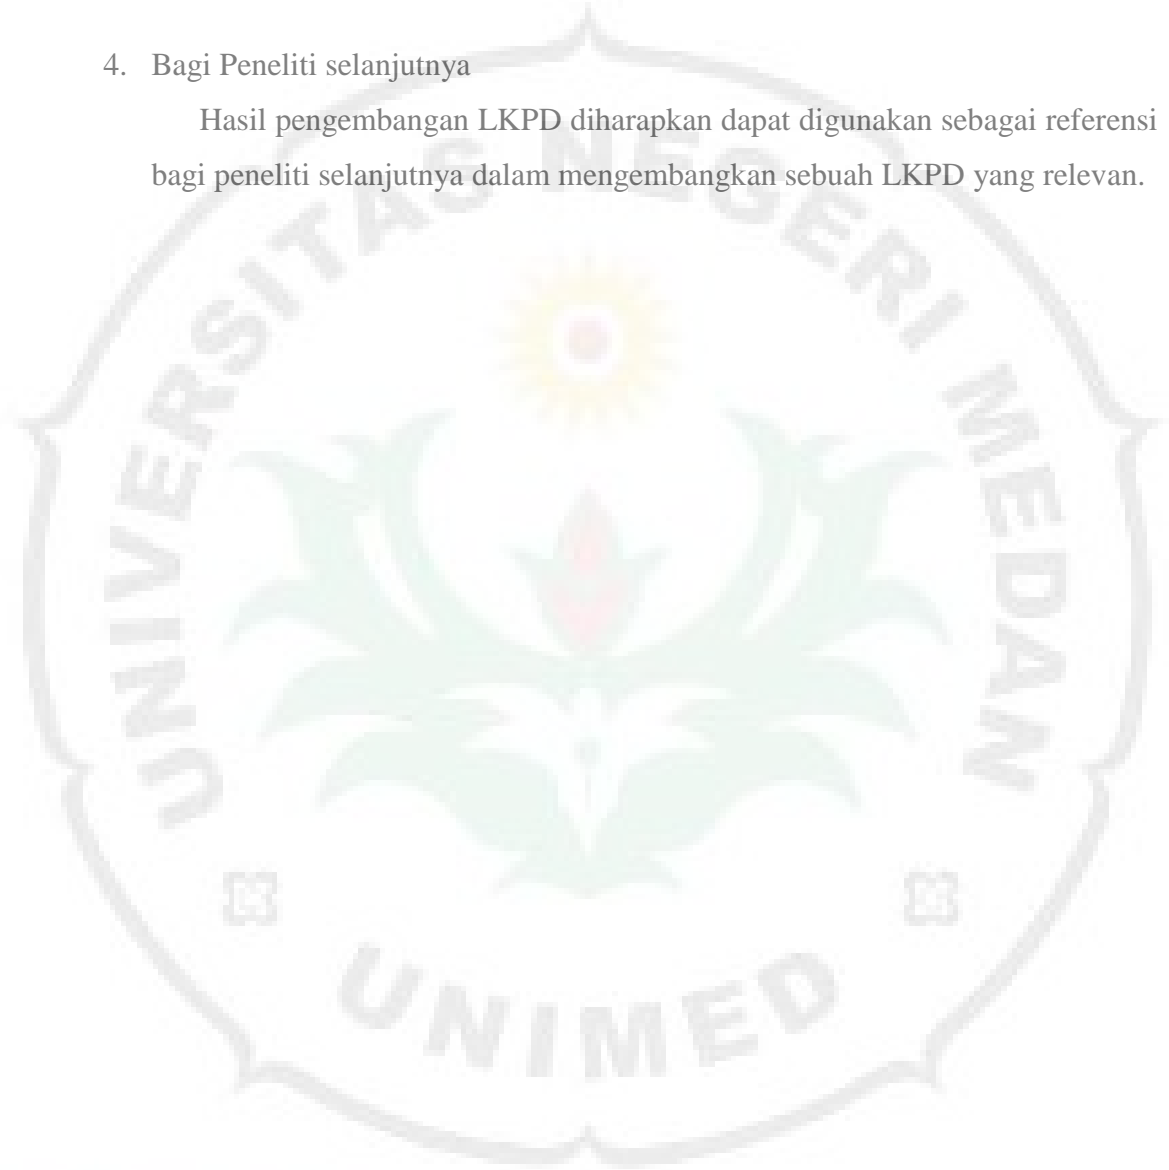 4. Bagi Peneliti selanjutnya
Hasil pengembangan LKPD diharapkan dapat digunakan sebagai referensi
bagi peneliti selanjutnya dalam mengembangkan sebuah LKPD yang relevan.
UNIVERSITAS NEGERI MEDAN
UNIMED